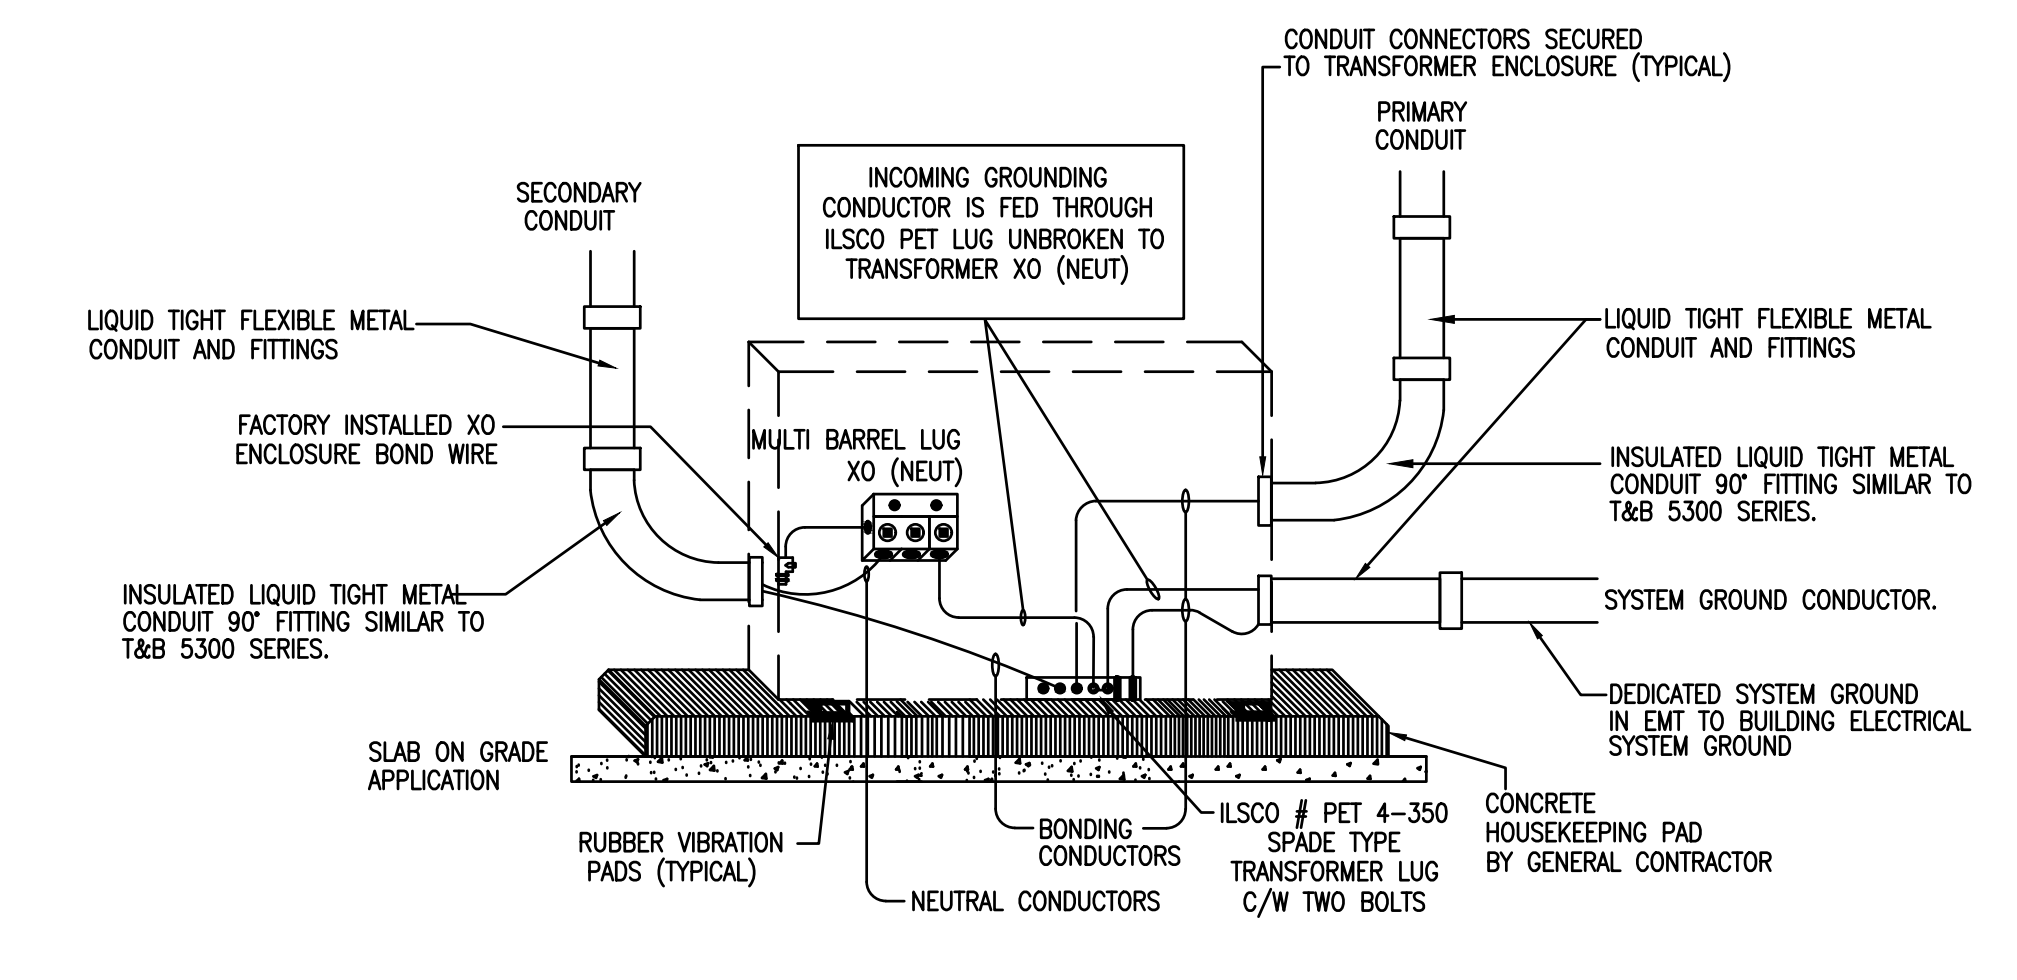 CONDUIT CONNECTORS SECURED
TO TRANSFORMER ENCLOSURE (TYPICAL)
PRIMARY
CONDUIT
INCOMING GROUNDING
CONDUCTOR IS FED THROUGH
ILSCO PET LUG UNBROKEN TO
TRANSFORMER XO (NEUT)
SECONDARY
CONDUIT
LIQUID TIGHT FLEXIBLE METAL
CONDUIT AND FITTINGS
LIQUID TIGHT FLEXIBLE METAL
CONDUIT AND FITTINGS
FACTORY INSTALLED XO
ENCLOSURE BOND WIRE
MULTI BARREL LUG
XO (NEUT)
INSULATED LIQUID TIGHT METAL
CONDUIT 90° FITTING SIMILAR TO
T&B 5300 SERIES.
INSULATED LIQUID TIGHT METAL
CONDUIT 90° FITTING SIMILAR TO
T&B 5300 SERIES.
SYSTEM GROUND CONDUCTOR.
DEDICATED SYSTEM GROUND
IN EMT TO BUILDING ELECTRICAL
SYSTEM GROUND
SLAB ON GRADE
APPLICATION
CONCRETE
HOUSEKEEPING PAD
BY GENERAL CONTRACTOR
RUBBER VIBRATION
PADS (TYPICAL)
BONDING
CONDUCTORS
ILSCO # PET 4-350
SPADE TYPE
TRANSFORMER LUG
C/W TWO BOLTS
NEUTRAL CONDUCTORS